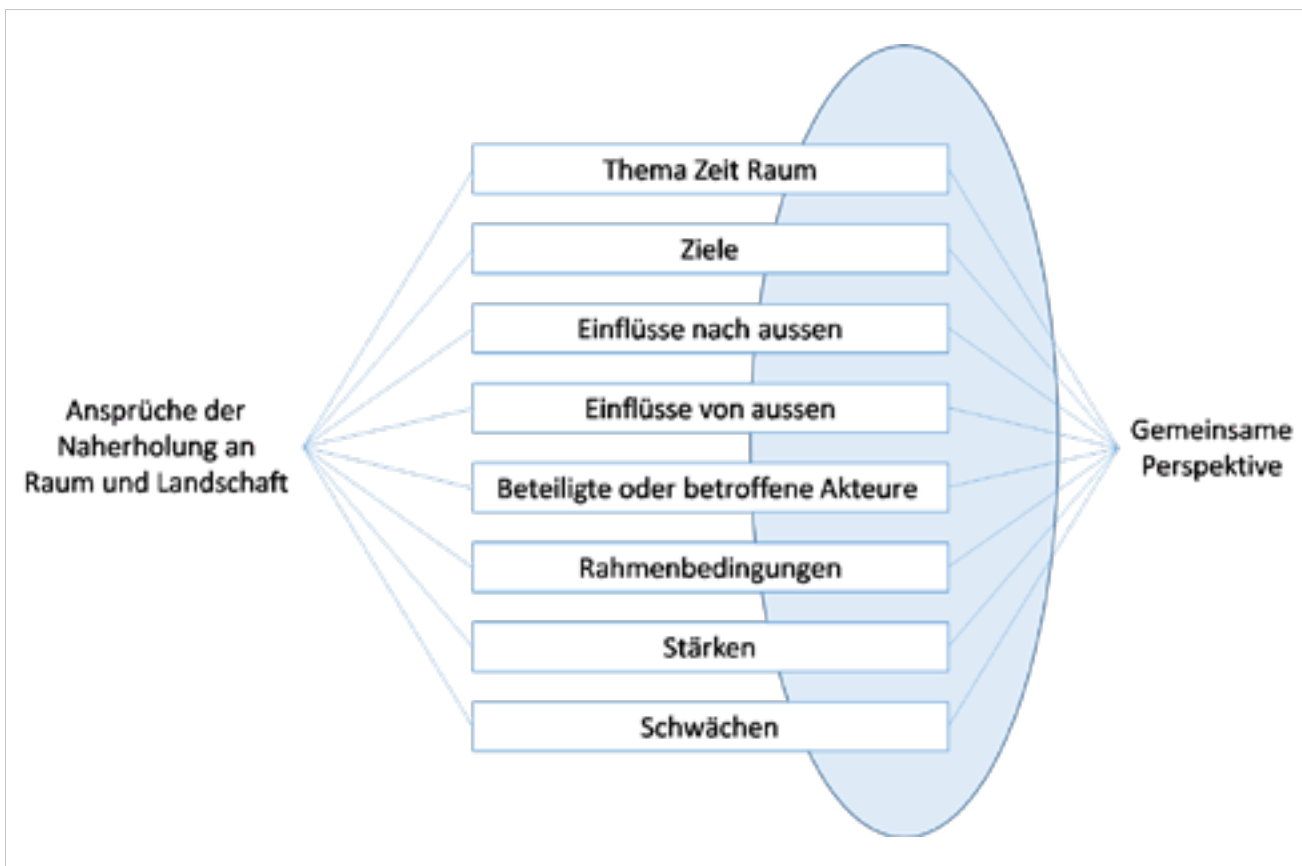 Thema Zeit Raum
Ziele
Einflüsse nach aussen
Einflüsse von aussen
Beteiligte oder betroffene Akteure
Rahmenbedingungen
Stärken
Schwächen
Ansprüche der
Naherholung an
Raum und Landschaft
Gemeinsame
Perspektive